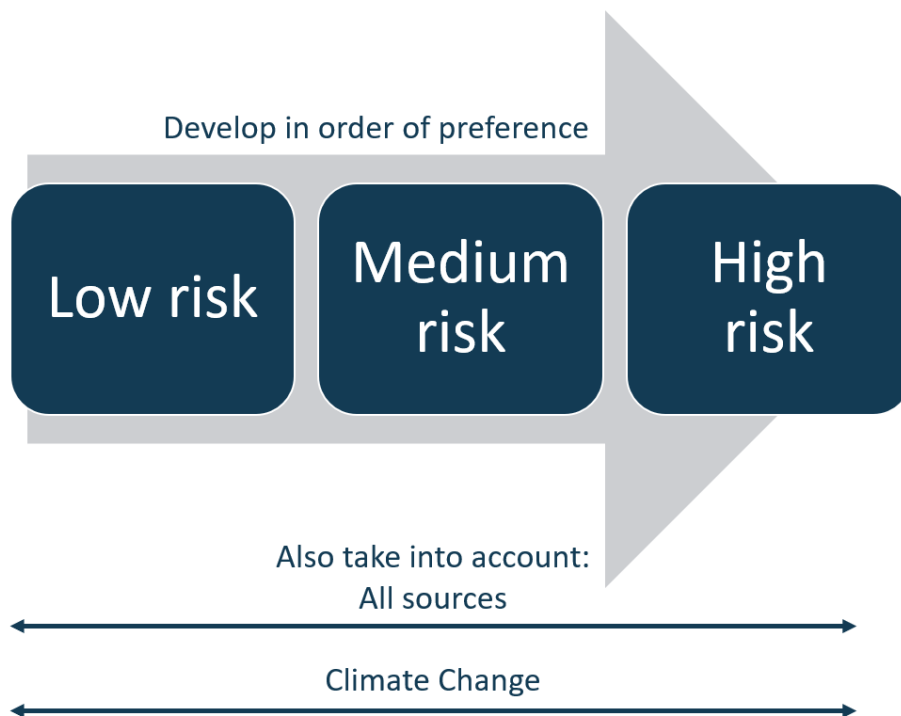 Develop in order of preference
Low risk
Medium
risk
High
risk
Also take into account:
All sources
Climate Change